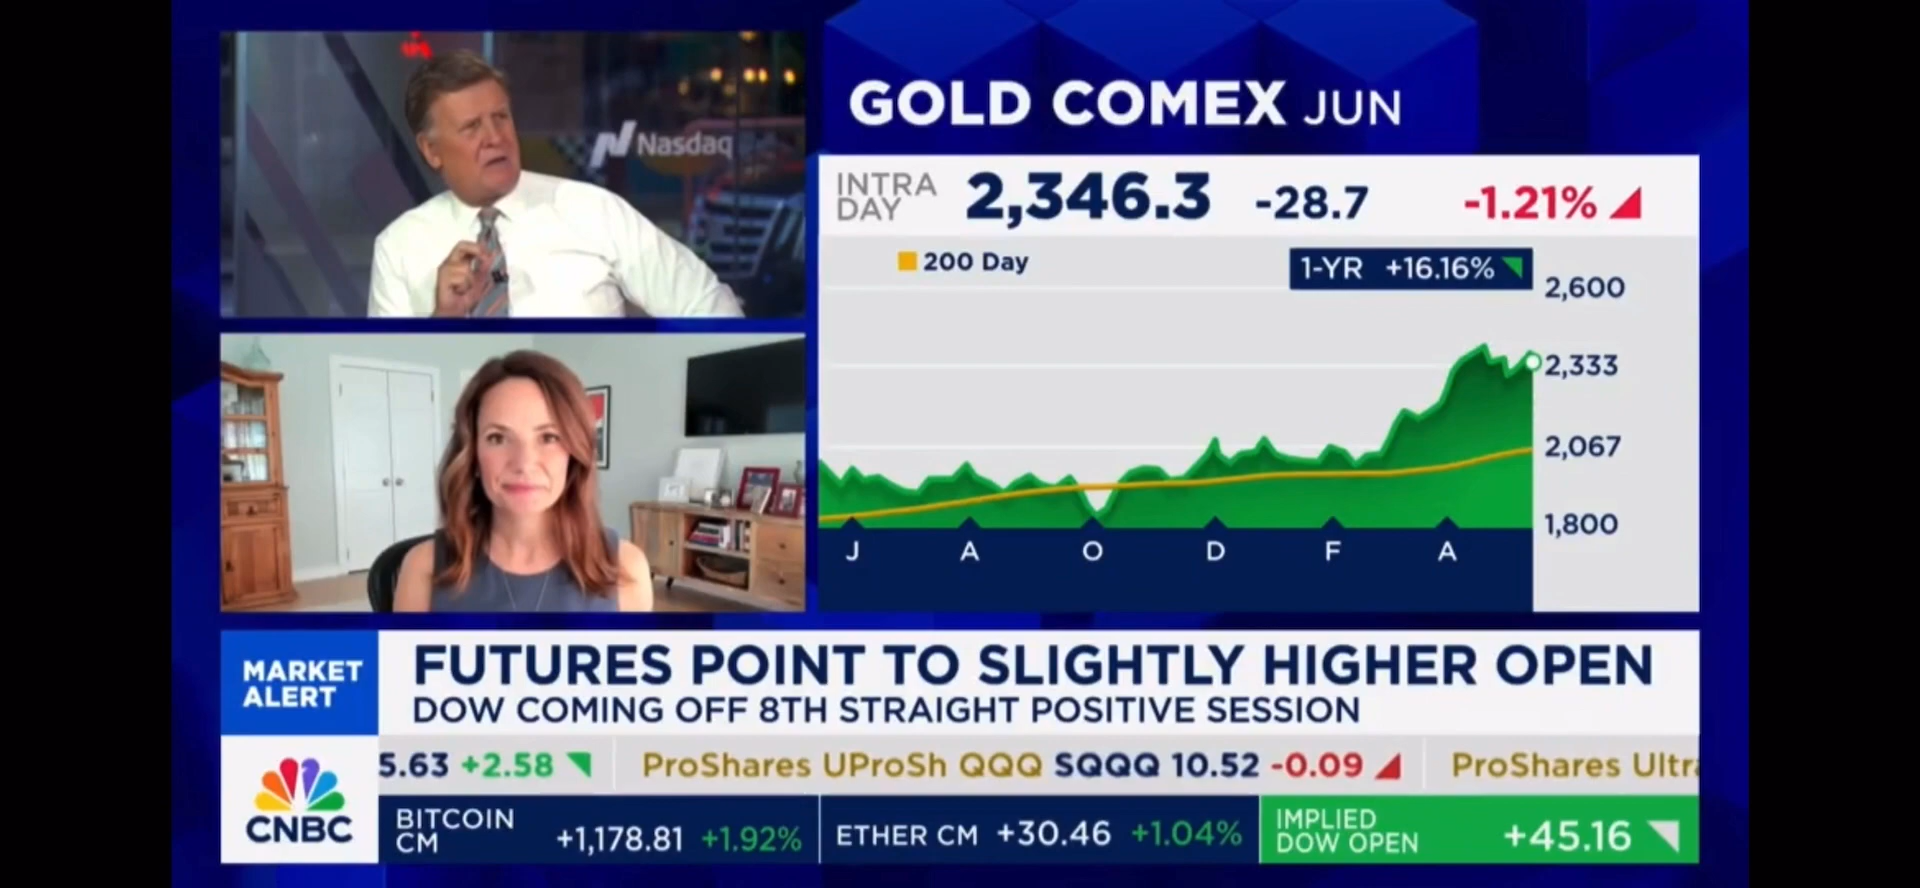 Nasdaq
GOLD COMEX JUN
INTRA DAY 2,346.3 -28.7 -1.21%
200 Day
1-YR +16.16%
2,600
2,333
2,067
1,800
J A O D F A
MARKET ALERT
FUTURES POINT TO SLIGHTLY HIGHER OPEN
DOW COMING OFF 8TH STRAIGHT POSITIVE SESSION
5.63 +2.58 ProShares UProSh QQQ SQQQ 10.52 -0.09 ProShares Ultr
CNBC
BITCOIN CM +1,178.81 +1.92% ETHER CM +30.46 +1.04% IMPLIED DOW OPEN +45.16